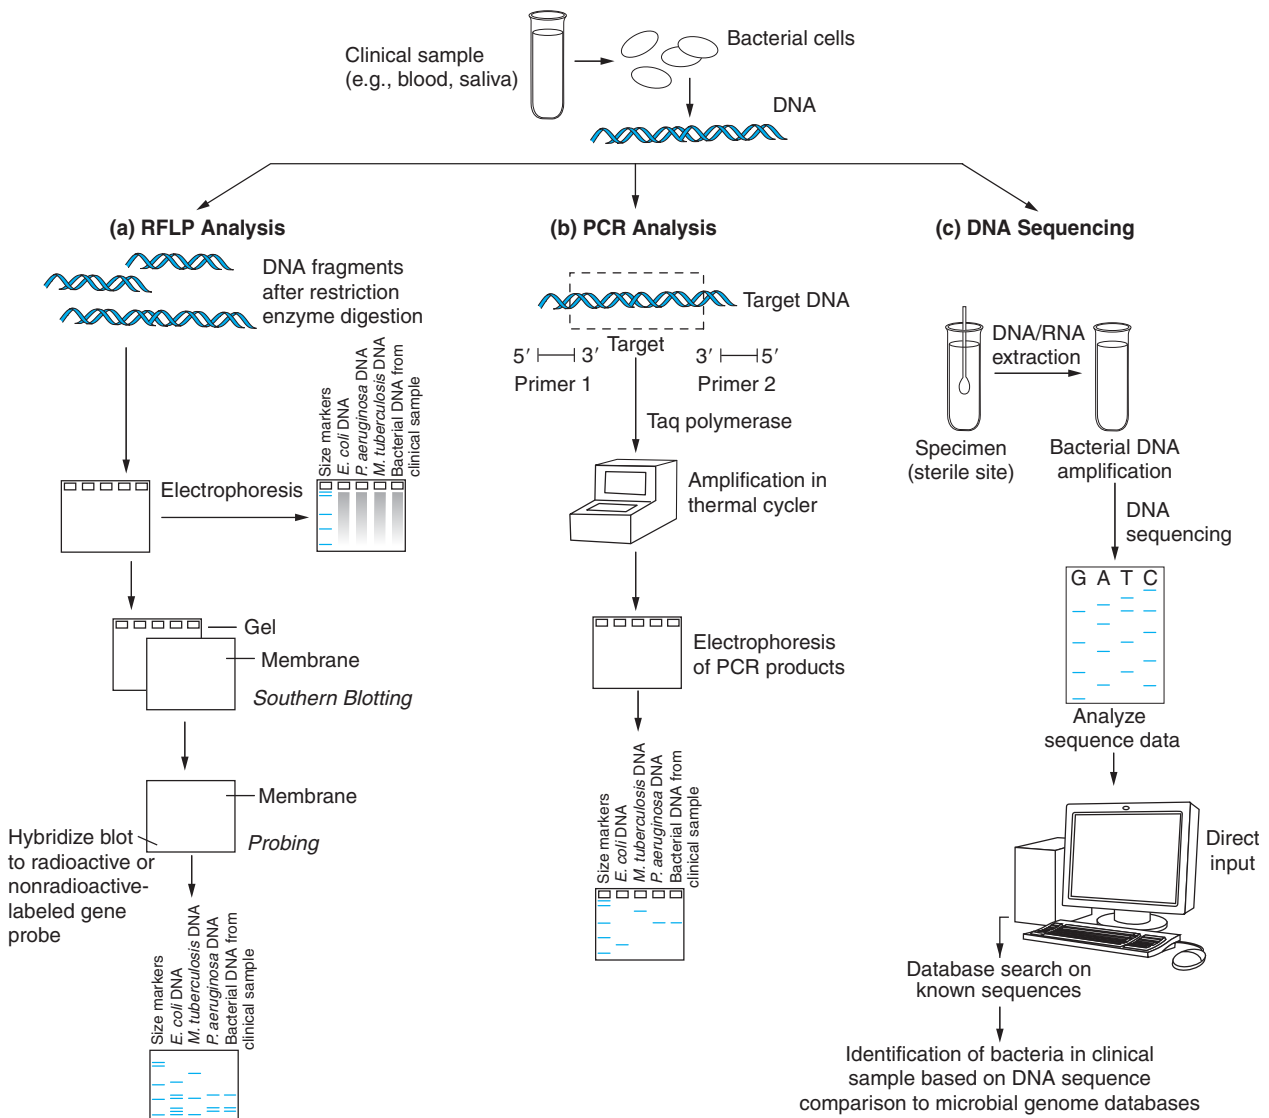 Clinical sample
(e.g., blood, saliva)
Bacterial cells
DNA
(a) RFLP Analysis
DNA fragments
after restriction
enzyme digestion
Electrophoresis
Size markers
E. coli DNA
P. aeruginosa DNA
M. tuberculosis DNA
Bacterial DNA from
clinical sample
Gel
Membrane
Southern Blotting
Membrane
Probing
Hybridize blot
to radioactive or
nonradioactive-
labeled gene
probe
Size markers
E. coli DNA
M. tuberculosis DNA
P. aeruginosa DNA
Bacterial DNA from
clinical sample
(b) PCR Analysis
Target DNA
Target
5′ 3′
Primer 1
3′ 5′
Primer 2
Taq polymerase
Amplification in
thermal cycler
Electrophoresis
of PCR products
Size markers
E. coli DNA
M. tuberculosis DNA
P. aeruginosa DNA
Bacterial DNA from
clinical sample
(c) DNA Sequencing
DNA/RNA
extraction
Specimen
(sterile site)
Bacterial DNA
amplification
DNA
sequencing
G A T C
Analyze
sequence data
Direct
input
Database search on
known sequences
Identification of bacteria in clinical
sample based on DNA sequence
comparison to microbial genome databases